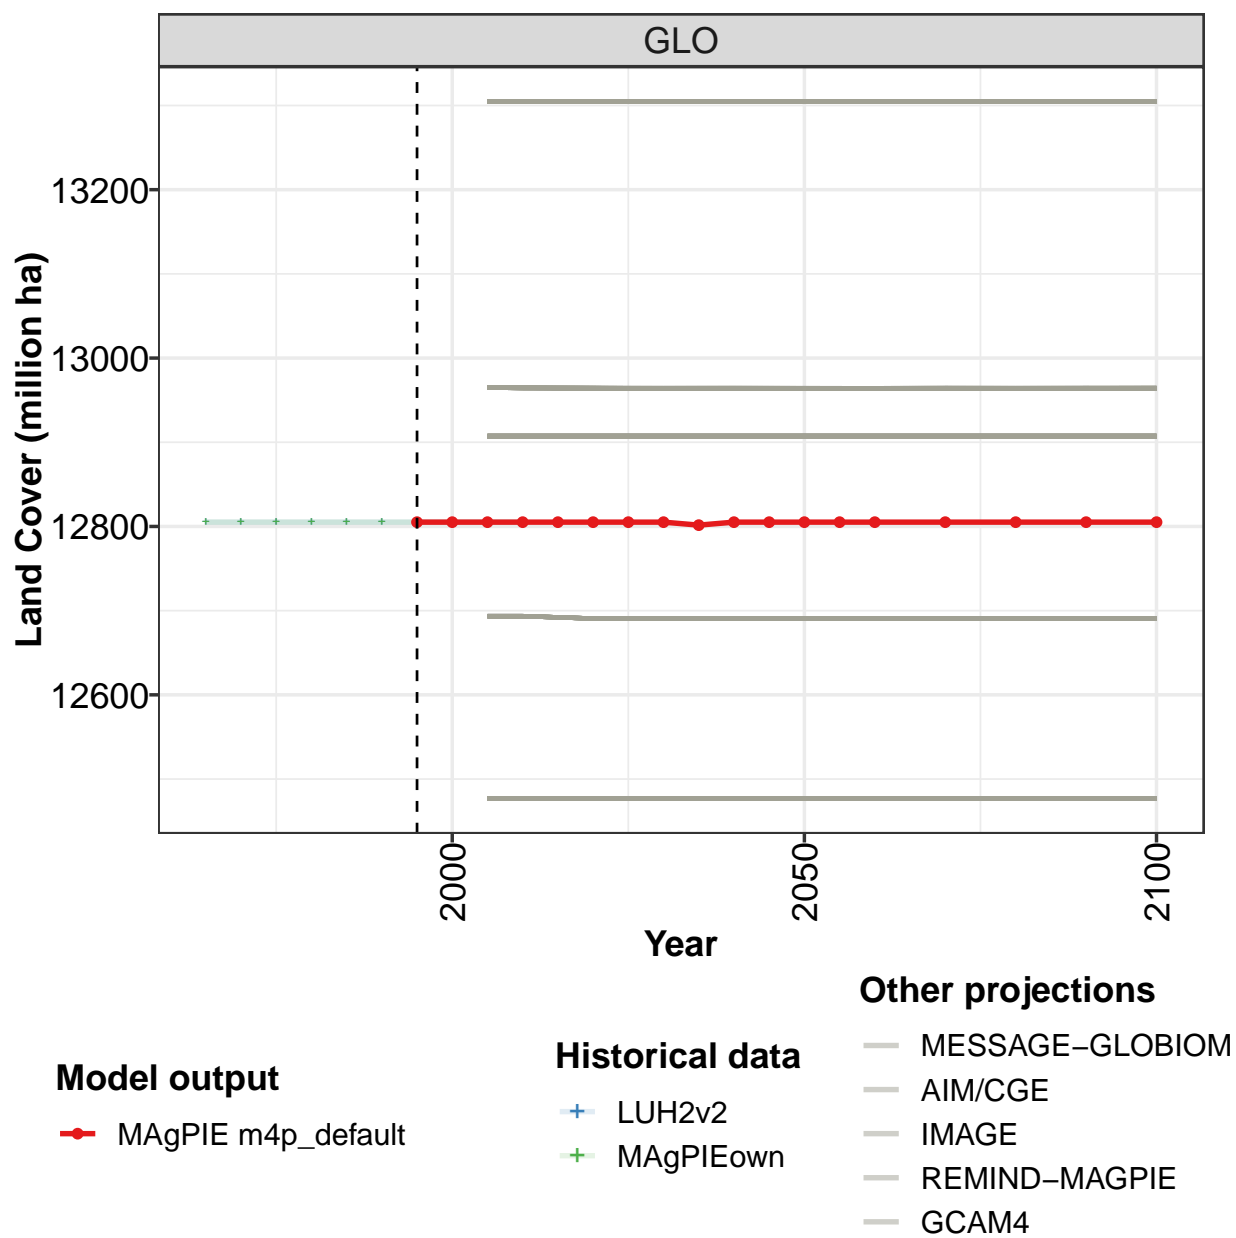 GLO
Land Cover (million ha)
13200
13000
12800
12600
2000
2050
2100
Year
Model output
MAgPIE m4p_default
Historical data
LUH2v2
MAgPIEown
Other projections
MESSAGE−GLOBIOM
AIM/CGE
IMAGE
REMIND−MAGPIE
GCAM4